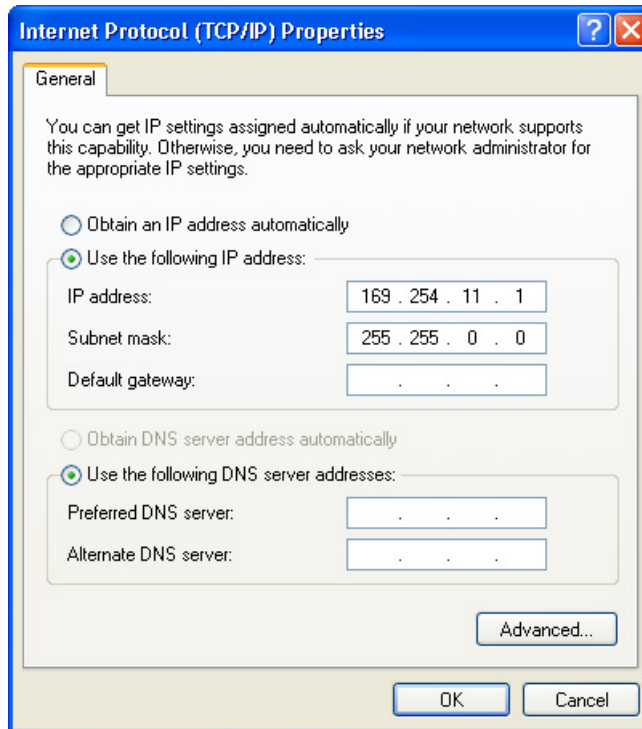 Internet Protocol (TCP/IP) Properties
General
You can get IP settings assigned automatically if your network supports
this capability. Otherwise, you need to ask your network administrator for
the appropriate IP settings.
Obtain an IP address automatically
Use the following IP address:
IP address: 169 . 254 . 11 . 1
Subnet mask: 255 . 255 . 0 . 0
Default gateway: . . .
Obtain DNS server address automatically
Use the following DNS server addresses:
Preferred DNS server: . . .
Alternate DNS server: . . .
Advanced...
OK Cancel